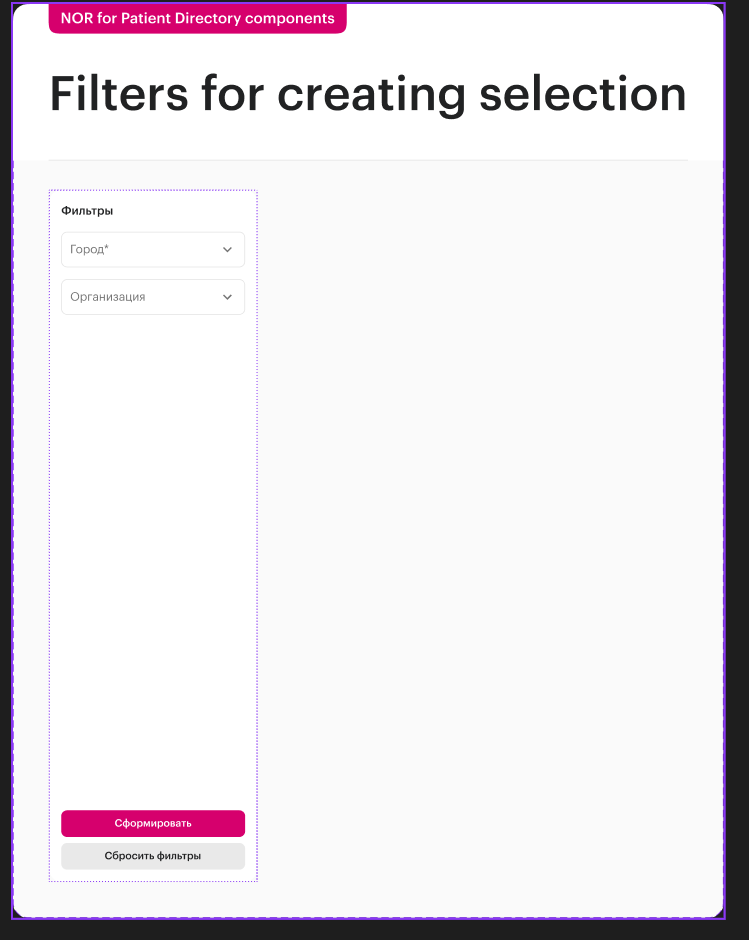 NOR for Patient Directory components
Filters for creating selection
Фильтры
Город*
Организация
Сформировать
Сбросить фильтры